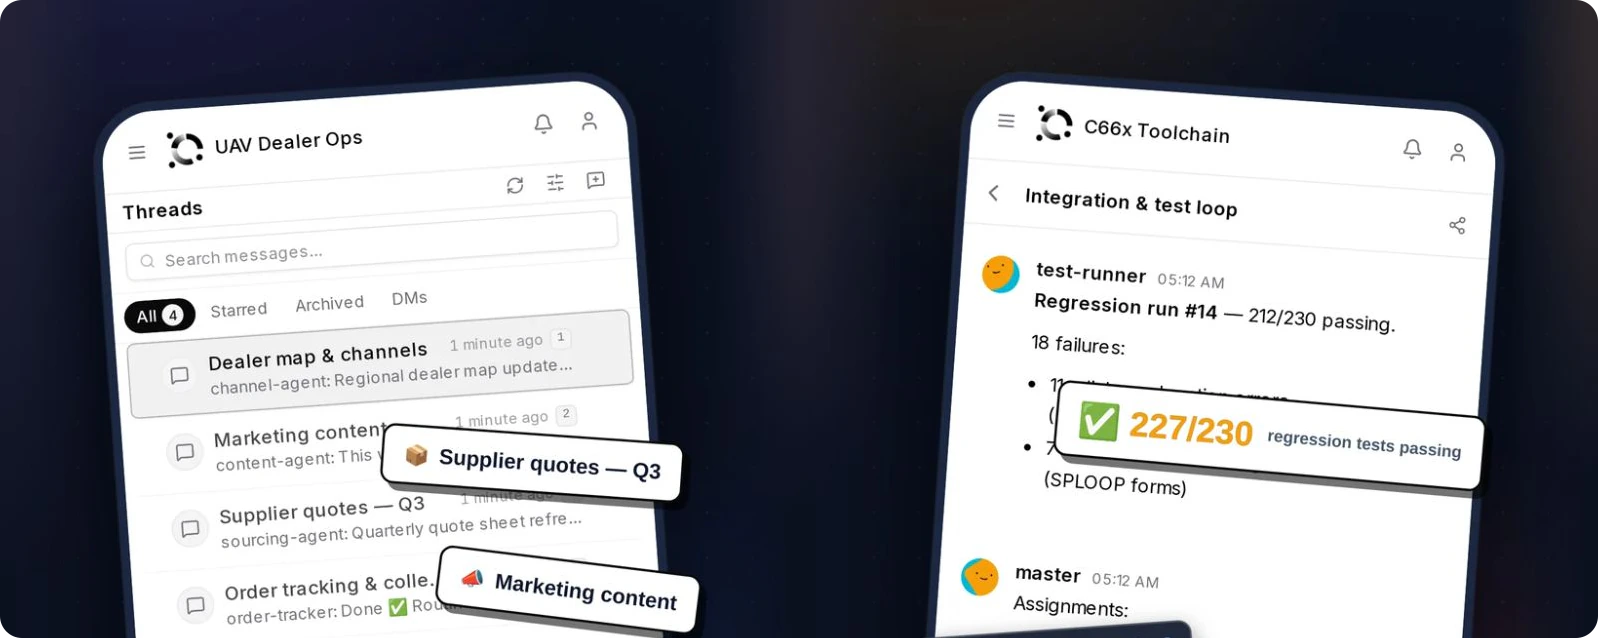 UAV Dealer Ops
Threads
Search messages...
All 4
Starred
Archived
DMs
Dealer map & channels
1 minute ago 1
channel-agent: Regional dealer map update...
Marketing content
1 minute ago 2
content-agent: This
📦 Supplier quotes — Q3
Supplier quotes — Q3
1 minute ago
sourcing-agent: Quarterly quote sheet refre...
Order tracking & colle.
order-tracker: Done ✅
📣 Marketing content
C66x Toolchain
Integration & test loop
test-runner 05:12 AM
Regression run #14 — 212/230 passing.
18 failures:
✅ 227/230 regression tests passing
(SPLOOP forms)
master 05:12 AM
Assignments: